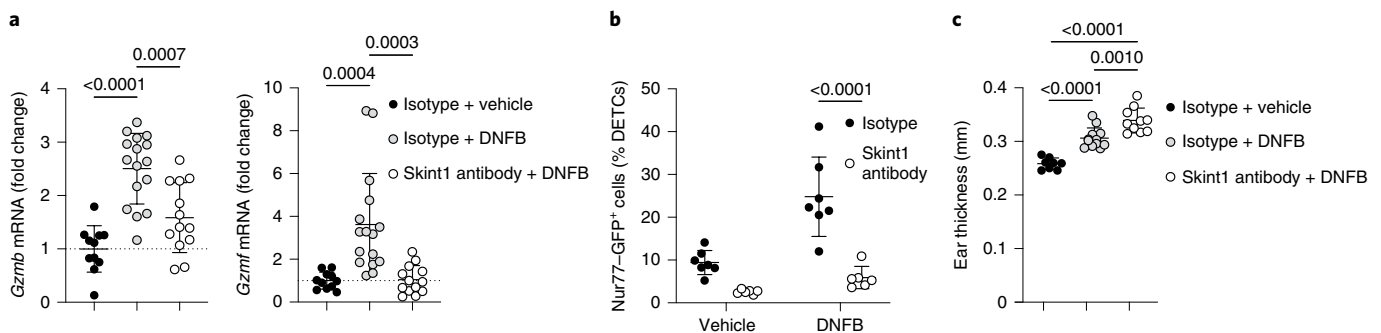 a
Gzmb mRNA (fold change)
4
3
2
1
0
<0.0001
0.0007
Gzmf mRNA (fold change)
10
8
6
4
2
0
0.0004
0.0003
Isotype + vehicle
Isotype + DNFB
Skint1 antibody + DNFB
b
Nur77–GFP+ cells (% DETCs)
50
40
30
20
10
0
<0.0001
Isotype
Skint1
antibody
Vehicle
DNFB
c
Ear thickness (mm)
0.4
0.3
0.2
0.1
0
<0.0001
<0.0001
0.0010
Isotype + vehicle
Isotype + DNFB
Skint1 antibody + DNFB